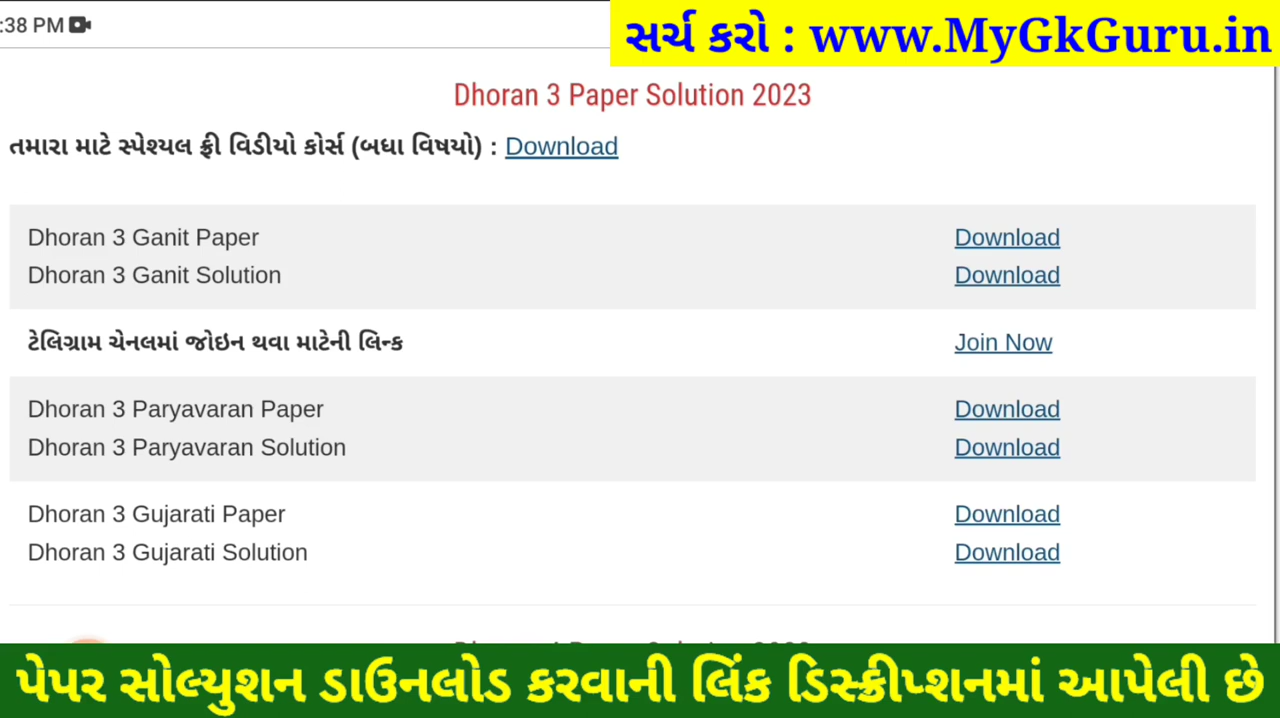 :38 PM
સર્ચ કરો : www.MyGkGuru.in
Dhoran 3 Paper Solution 2023
તમારા માટે સ્પેશ્યલ ફ્રી વિડીયો કોર્સ (બધા વિષયો) : Download
Dhoran 3 Ganit Paper Download
Dhoran 3 Ganit Solution Download
ટેલિગ્રામ ચેનલમાં જોઇન થવા માટેની લિન્ક Join Now
Dhoran 3 Paryavaran Paper Download
Dhoran 3 Paryavaran Solution Download
Dhoran 3 Gujarati Paper Download
Dhoran 3 Gujarati Solution Download
પેપર સોલ્યુશન ડાઉનલોડ કરવાની લિંક ડિસ્ક્રીપ્શનમાં આપેલી છે